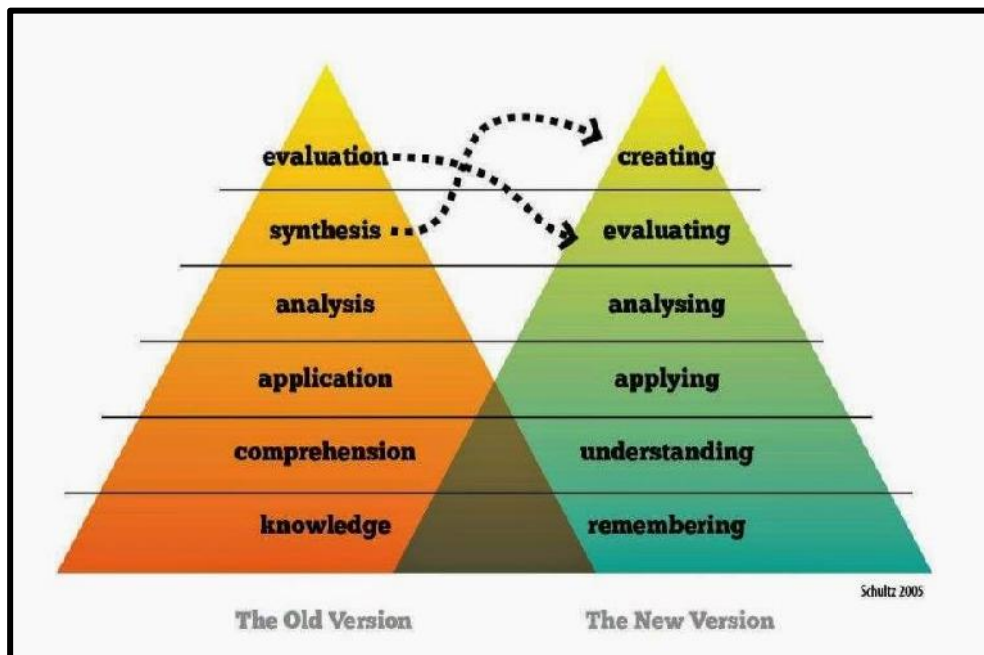 evaluation
creating
synthesis
evaluating
analysis
analysing
application
applying
comprehension
understanding
knowledge
remembering
Schultz 2005
The Old Version
The New Version